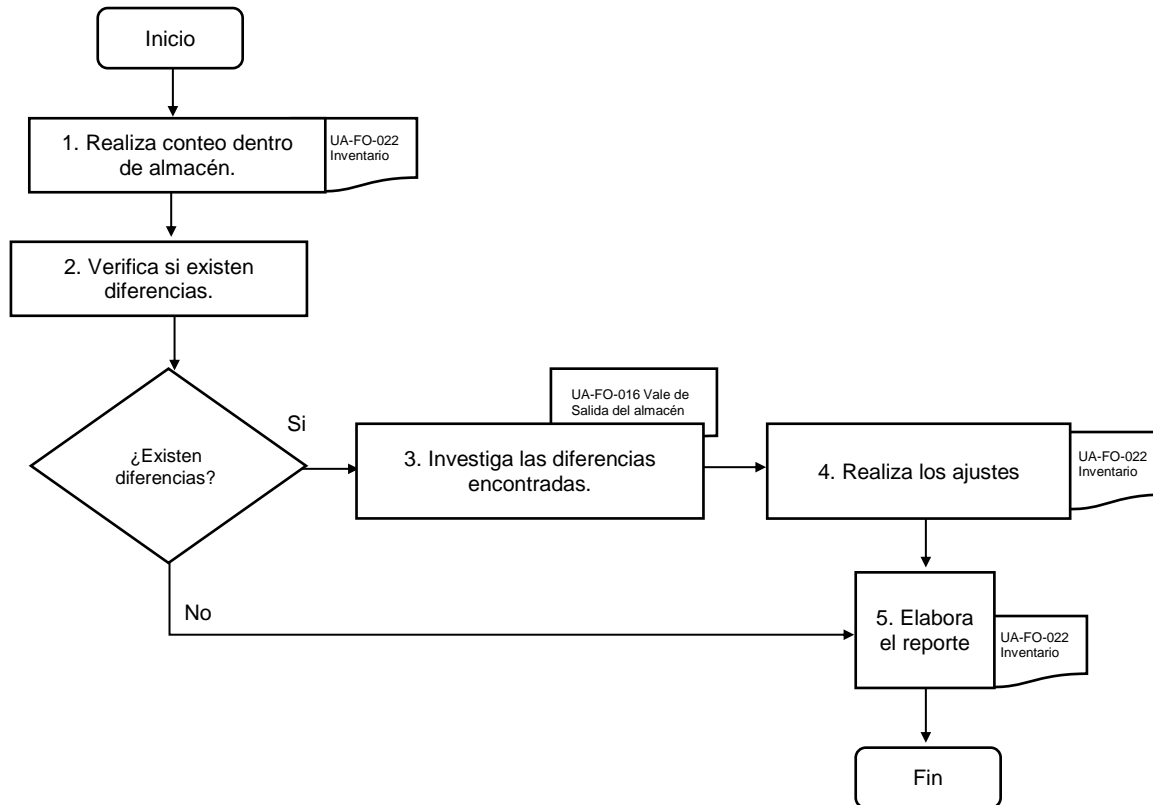 Inicio
1. Realiza conteo dentro
de almacén.
UA-FO-022
Inventario
2. Verifica si existen
diferencias.
¿Existen
diferencias?
Si
No
UA-FO-016 Vale de
Salida del almacén
3. Investiga las diferencias
encontradas.
4. Realiza los ajustes
UA-FO-022
Inventario
5. Elabora
el reporte
UA-FO-022
Inventario
Fin